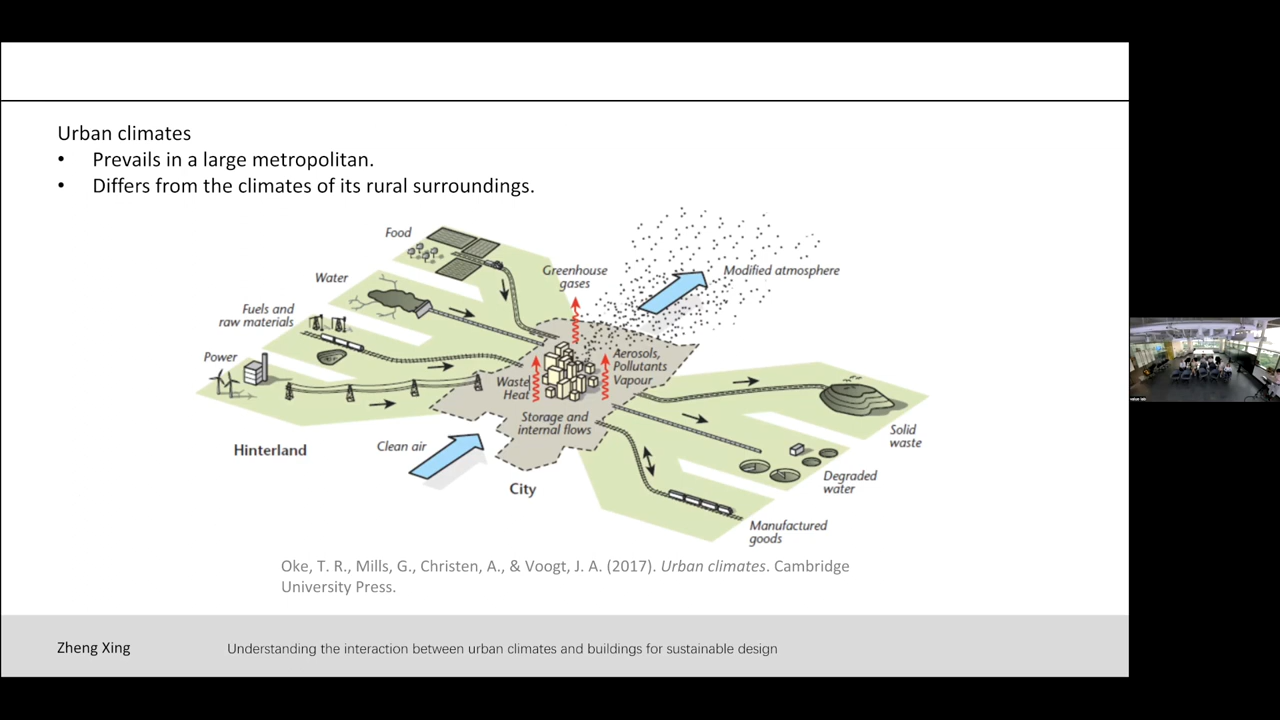 Urban climates
• Prevails in a large metropolitan.
• Differs from the climates of its rural surroundings.
Food
Water
Fuels and
raw materials
Power
Hinterland
Greenhouse
gases
Modified atmosphere
Aerosols,
Pollutants
Vapour
Waste
Heat
Storage and
internal flows
Clean air
City
Solid
waste
Degraded
water
Manufactured
goods
Oke, T. R., Mills, G., Christen, A., & Voogt, J. A. (2017). Urban climates. Cambridge
University Press.
Zheng Xing
Understanding the interaction between urban climates and buildings for sustainable design